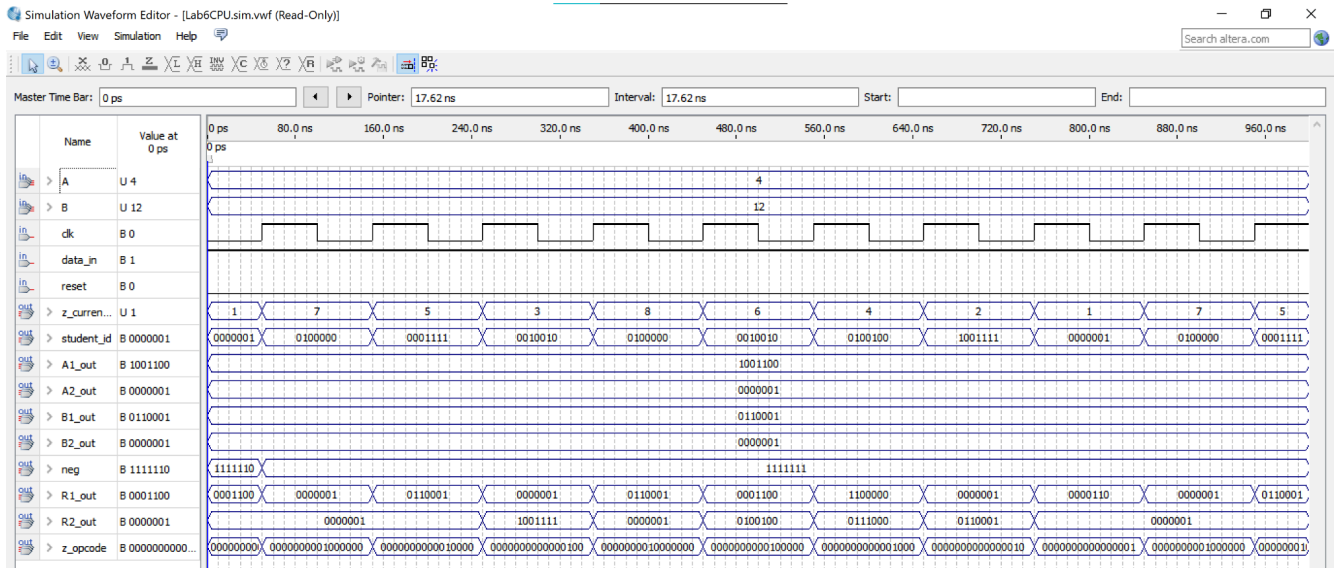 Simulation Waveform Editor - [Lab6CPU.sim.vwf (Read-Only)]
File Edit View Simulation Help
Search altera.com
Master Time Bar: 0 ps Pointer: 17.62 ns Interval: 17.62 ns Start: End:
Name Value at 0 ps 0 ps 80.0 ns 160.0 ns 240.0 ns 320.0 ns 400.0 ns 480.0 ns 560.0 ns 640.0 ns 720.0 ns 800.0 ns 880.0 ns 960.0 ns
0 ps
A U 4 4
B U 12 12
clk B 0
data_in B 1
reset B 0
z_curren... U 1 1 7 5 3 8 6 4 2 1 7 5
student_id B 0000001 0000001 0100000 0001111 0010010 0100000 0010010 0100100 1001111 0000001 0100000 0001111
A1_out B 1001100 1001100
A2_out B 0000001 0000001
B1_out B 0110001 0110001
B2_out B 0000001 0000001
neg B 1111110 1111110 1111111
R1_out B 0001100 0001100 0000001 0110001 0000001 0110001 0001100 1100000 0000001 0000110 0000001 0110001
R2_out B 0000001 0000001 1001111 0000001 0100100 0111000 0110001 0000001
z_opcode B 0000000000... 00000000 0000000001000000 0000000000010000 0000000000000100 0000000010000000 0000000000100000 0000000000001000 0000000000000010 0000000000000001 0000000001000000